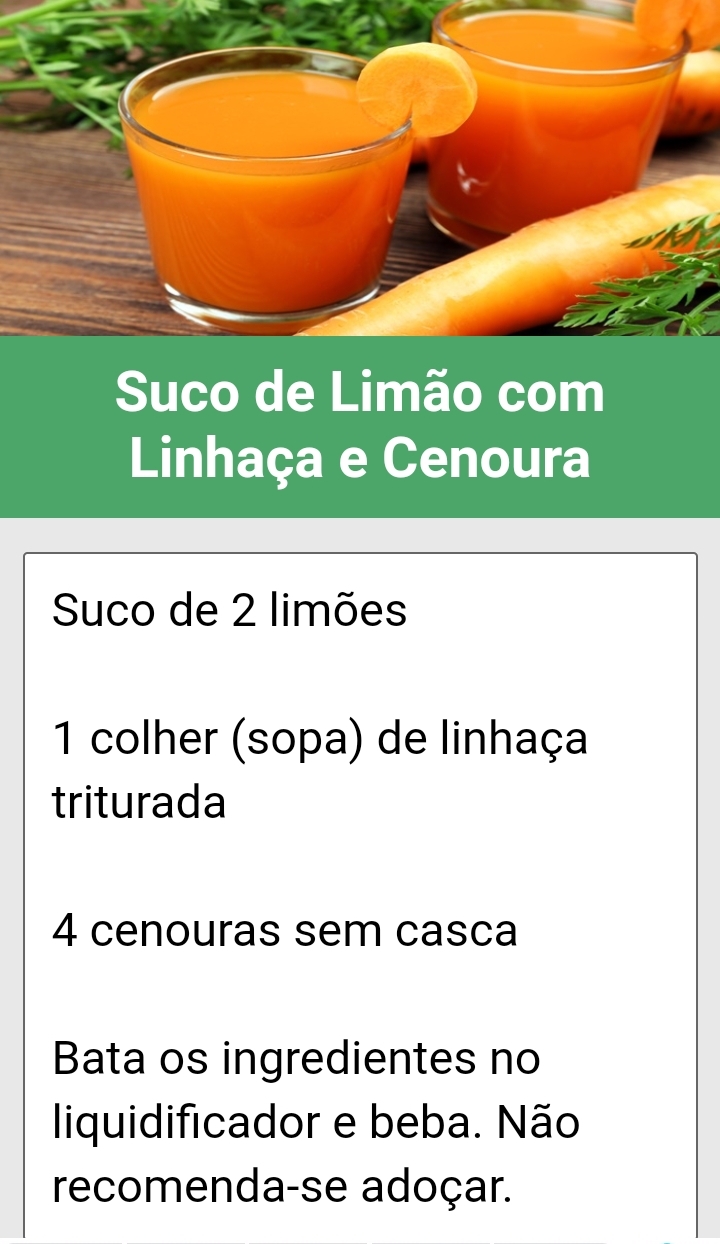 Suco de Limão com
Linhaça e Cenoura
Suco de 2 limões
1 colher (sopa) de linhaça
triturada
4 cenouras sem casca
Bata os ingredientes no
liquidificador e beba. Não
recomenda-se adoçar.